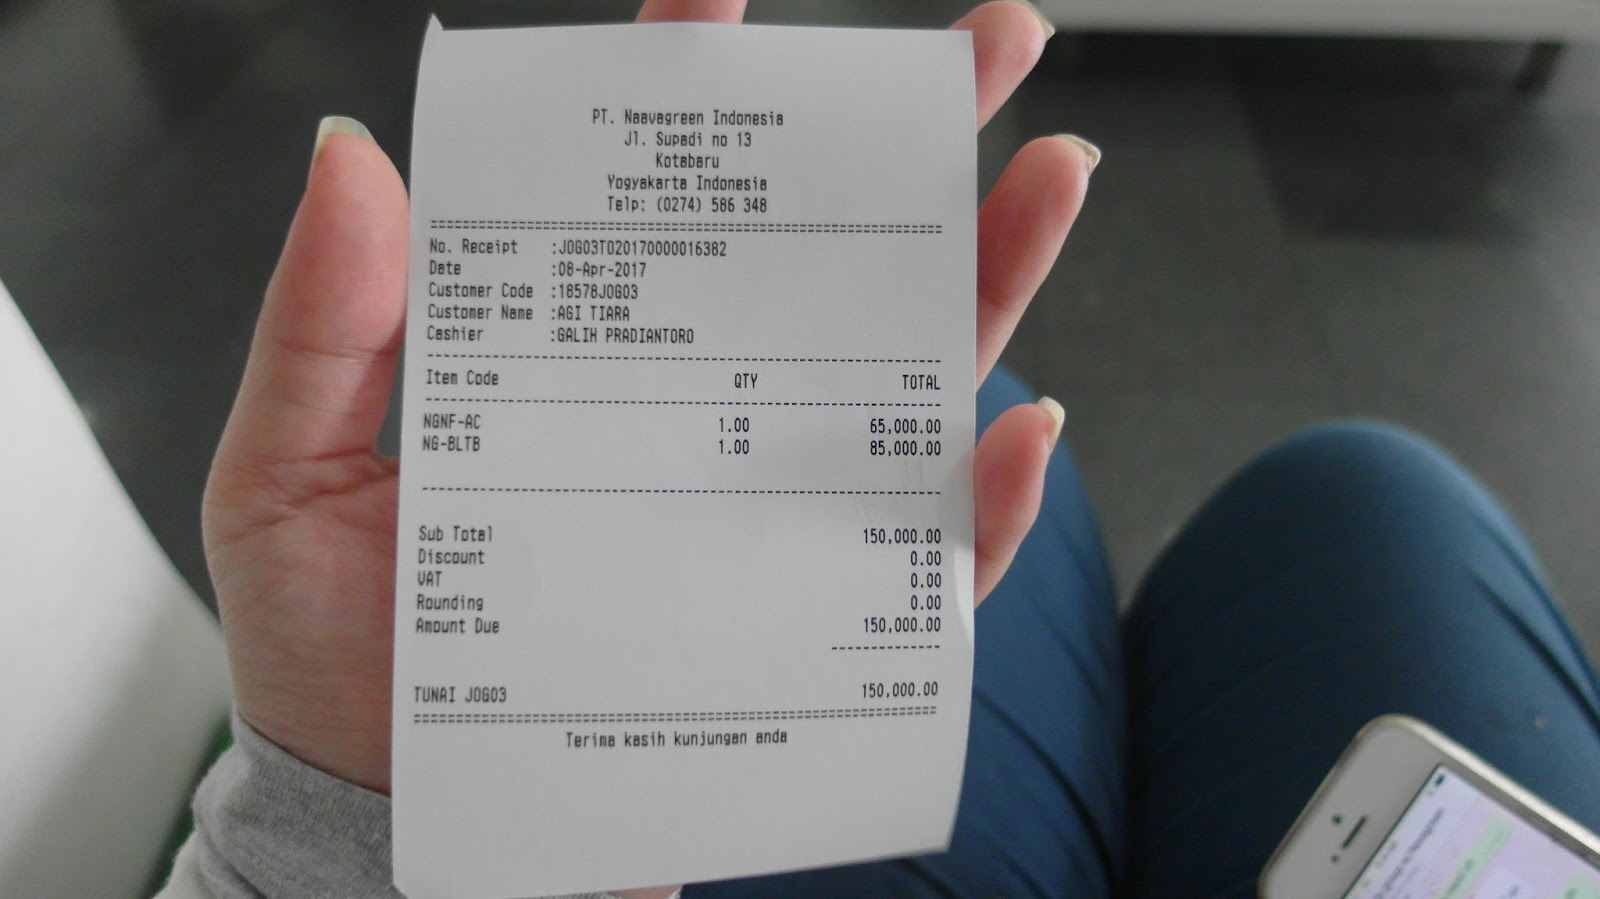 PT. Naavagreen Indonesia
Jl. Supadi no 13
Kotabaru
Yogyakarta Indonesia
Telp: (0274) 586 348
No. Receipt :JOG03TO20170000016382
Date :08-Apr-2017
Customer Code :18578JOG03
Customer Name :AGI TIARA
Cashier :GALIH PRADIANTORO
Item Code QTY TOTAL
NGNF-AC 1.00 65,000.00
NG-BLTB 1.00 85,000.00
Sub Total 150,000.00
Discount 0.00
VAT 0.00
Rounding 0.00
Amount Due 150,000.00
TUNAI JOG03 150,000.00
Terima kasih kunjungan anda